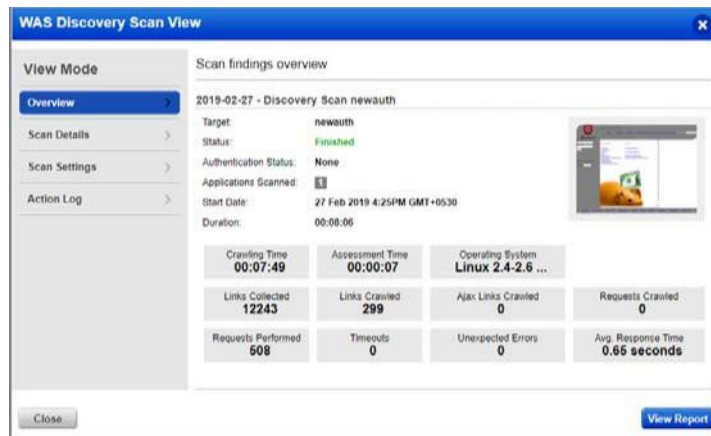 WAS Discovery Scan View
View Mode
Overview
Scan Details
Scan Settings
Action Log
Scan findings overview
2019-02-27 - Discovery Scan newauth
Target: newauth
Status: Finished
Authentication Status: None
Applications Scanned: 1
Start Date: 27 Feb 2019 4:25PM GMT+0530
Duration: 00:08:06
Crawling Time Assessment Time Operating System
00:07:49 00:00:07 Linux 2.4-2.6 ...
Links Collected Links Crawled Ajax Links Crawled Requests Crawled
12243 299 0 0
Requests Performed Timeouts Unexpected Errors Avg. Response Time
508 0 0 0.65 seconds
Close View Report